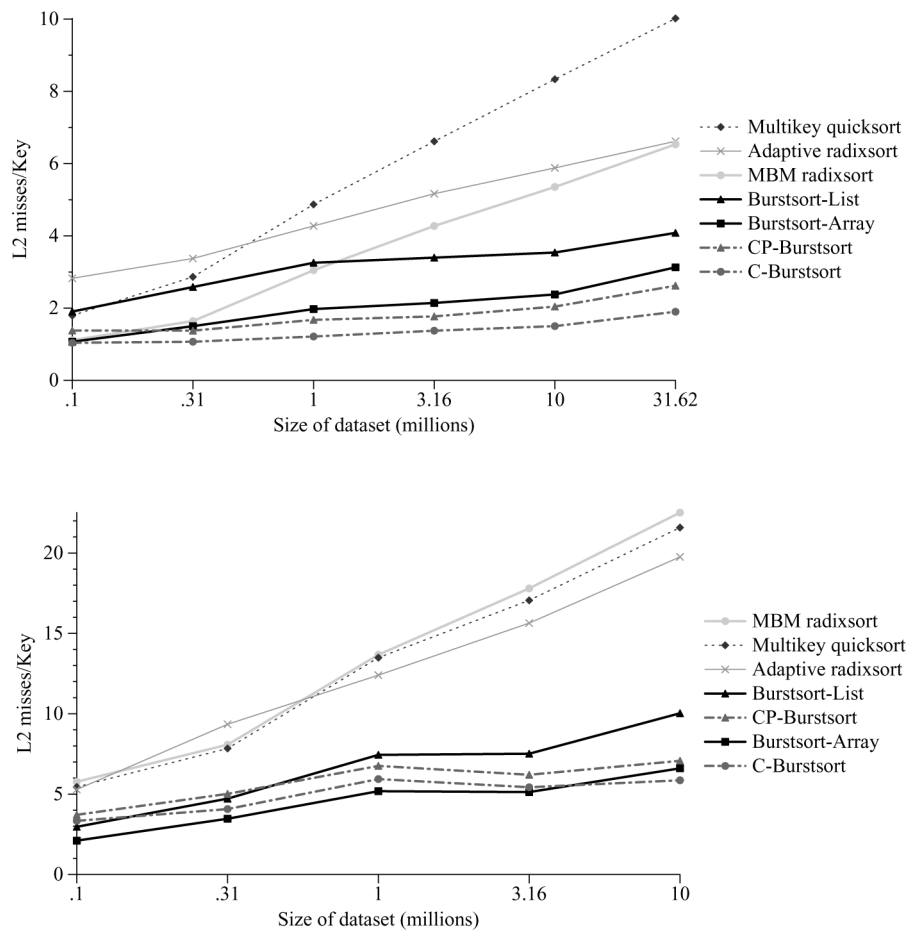 10
8
6
4
2
0
L2 misses/Key
.1
.31
1
3.16
10
31.62
Size of dataset (millions)
Multikey quicksort
Adaptive radixsort
MBM radixsort
Burstsort-List
Burstsort-Array
CP-Burstsort
C-Burstsort
20
15
10
5
0
L2 misses/Key
.1
.31
1
3.16
10
Size of dataset (millions)
MBM radixsort
Multikey quicksort
Adaptive radixsort
Burstsort-List
CP-Burstsort
Burstsort-Array
C-Burstsort